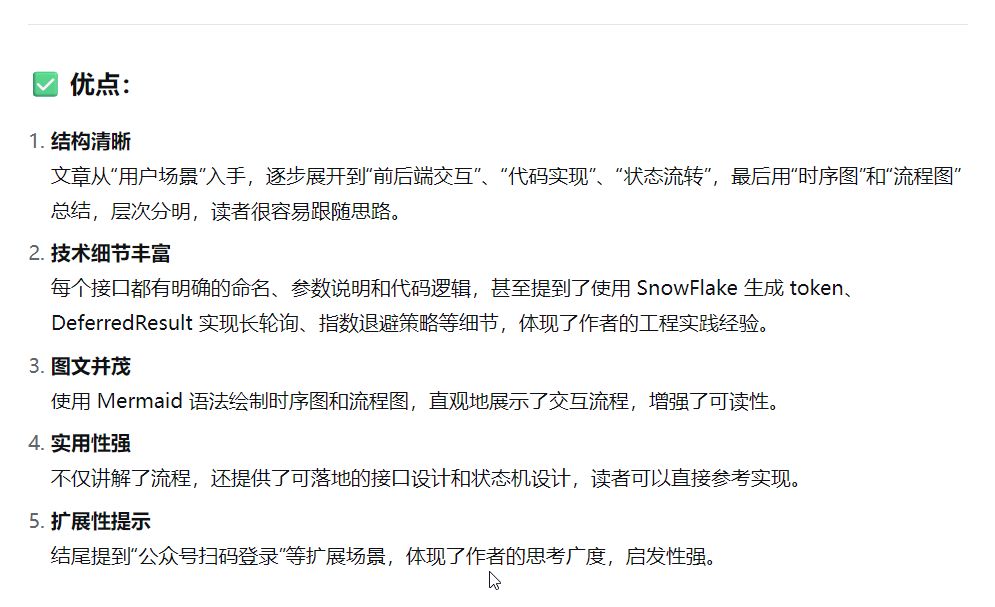 ✅ 优点：
1. 结构清晰
文章从“用户场景”入手，逐步展开到“前后端交互”、“代码实现”、“状态流转”，最后用“时序图”和“流程图”
总结，层次分明，读者很容易跟随思路。
2. 技术细节丰富
每个接口都有明确的命名、参数说明和代码逻辑，甚至提到了使用 SnowFlake 生成 token、
DeferredResult 实现长轮询、指数退避策略等细节，体现了作者的工程实践经验。
3. 图文并茂
使用 Mermaid 语法绘制时序图和流程图，直观地展示了交互流程，增强了可读性。
4. 实用性强
不仅讲解了流程，还提供了可落地的接口设计和状态机设计，读者可以直接参考实现。
5. 扩展性提示
结尾提到“公众号扫码登录”等扩展场景，体现了作者的思考广度，启发性强。